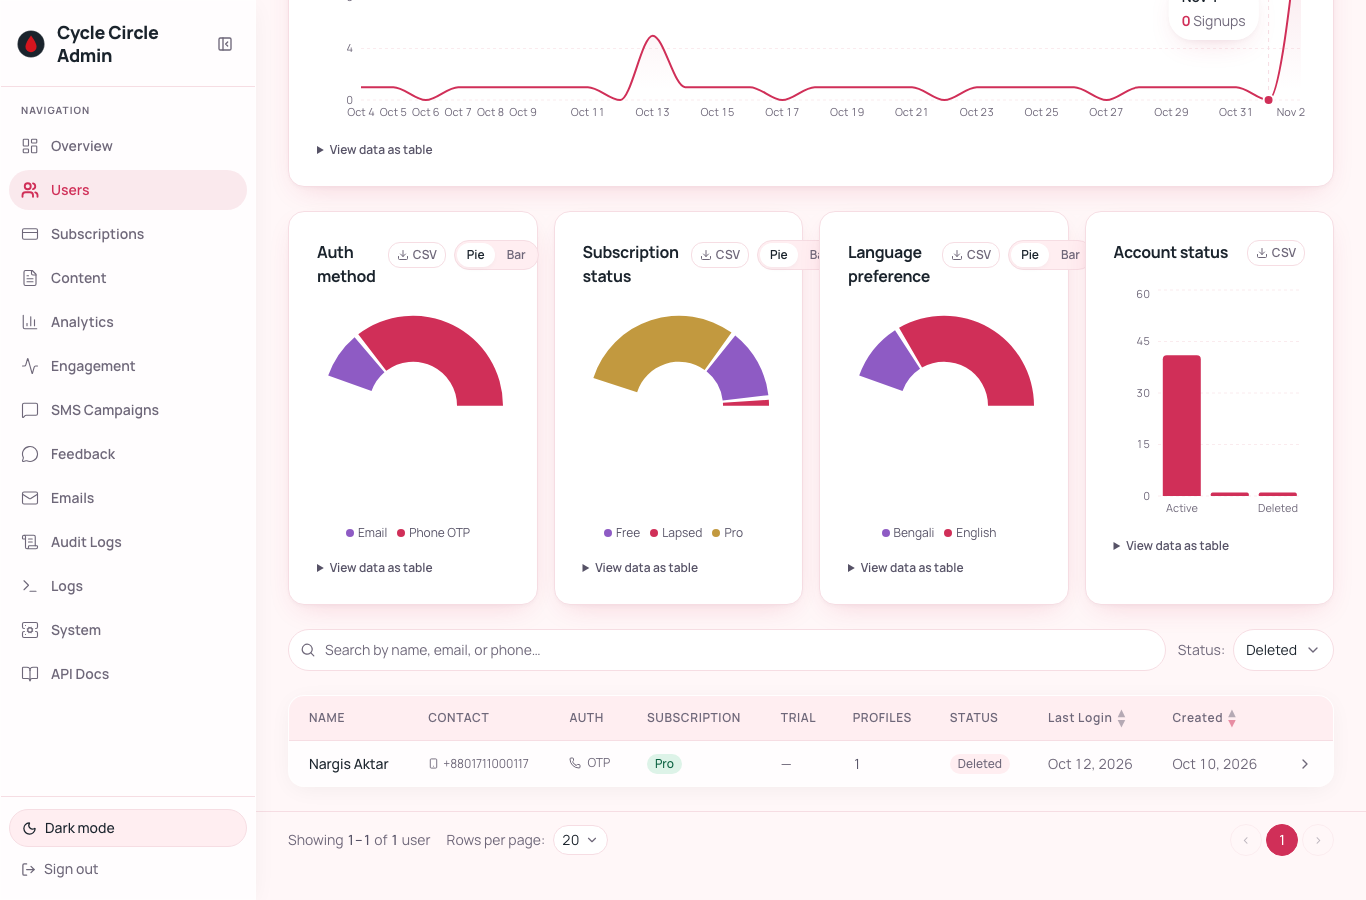 Cycle Circle
Admin
NAVIGATION
Overview
Users
Subscriptions
Content
Analytics
Engagement
SMS Campaigns
Feedback
Emails
Audit Logs
Logs
System
API Docs
Dark mode
Sign out
0 Signups
4
0
Oct 4 Oct 5 Oct 6 Oct 7 Oct 8 Oct 9 Oct 11 Oct 13 Oct 15 Oct 17 Oct 19 Oct 21 Oct 23 Oct 25 Oct 27 Oct 29 Oct 31 Nov 2
View data as table
Auth
method
CSV
Pie Bar
Email Phone OTP
View data as table
Subscription
status
CSV
Pie
Free Lapsed Pro
View data as table
Language
preference
CSV
Pie Bar
Bengali English
View data as table
Account status
CSV
60
45
30
15
0
Active Deleted
View data as table
Search by name, email, or phone...
Status: Deleted
NAME CONTACT AUTH SUBSCRIPTION TRIAL PROFILES STATUS Last Login Created
Nargis Aktar +8801711000117 OTP Pro — 1 Deleted Oct 12, 2026 Oct 10, 2026
Showing 1–1 of 1 user Rows per page: 20
‹ 1 ›